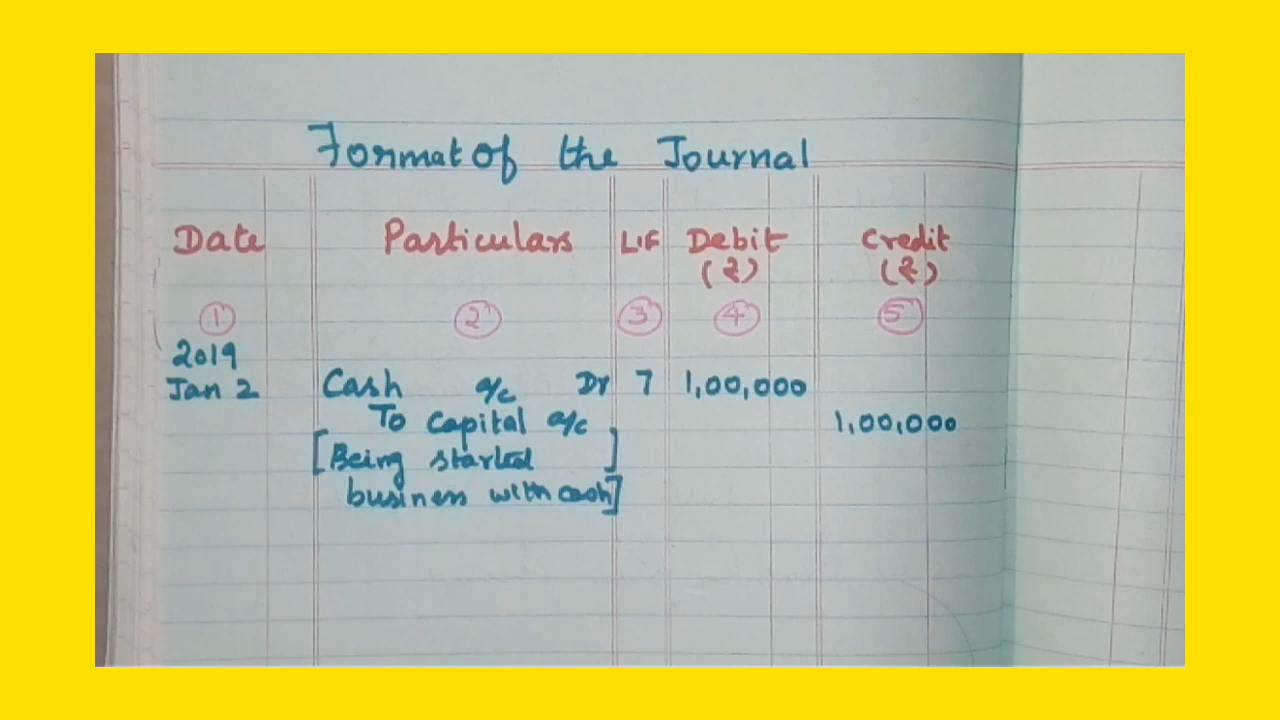 Format of the Journal
Date Particulars L.F Debit Credit
(₹) (₹)
1 2 3 4 5
2019
Jan 2 Cash a/c Dr 7 1,00,000
To Capital a/c 1,00,000
[Being started ]
business with cash]